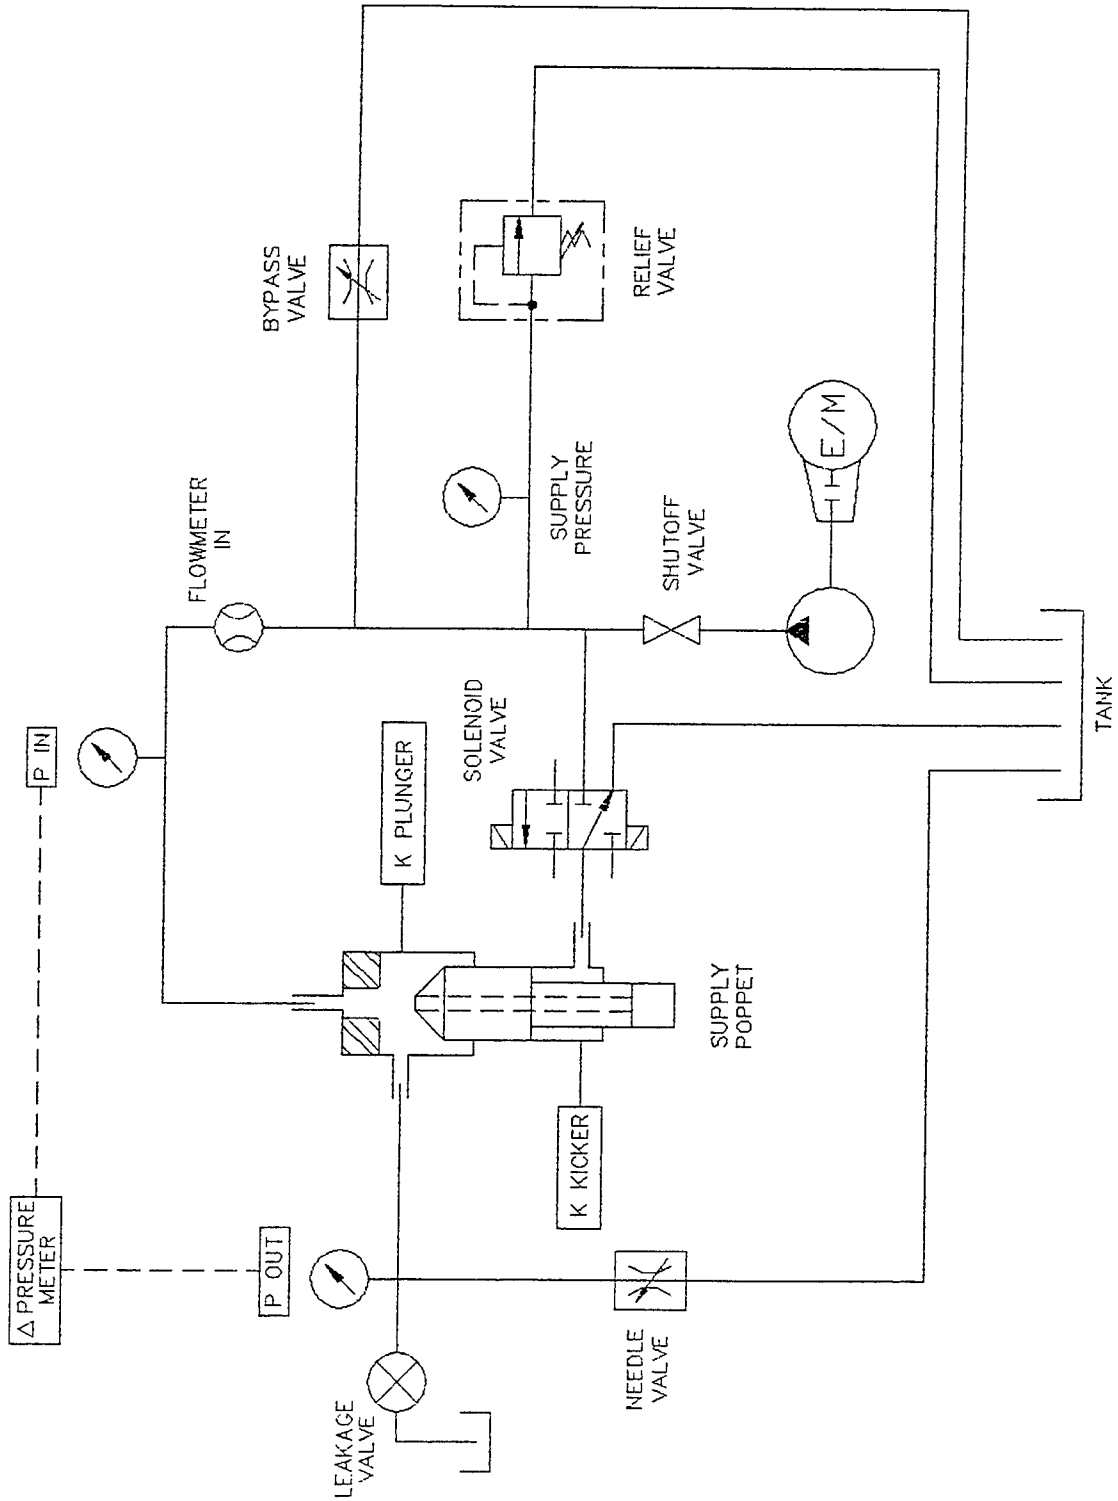 Δ PRESSURE
METER
P IN
P OUT
FLOWMETER
IN
BYPASS
VALVE
LEAKAGE
VALVE
K PLUNGER
SOLENOID
VALVE
K KICKER
SUPPLY
PRESSURE
RELIEF
VALVE
NEEDLE
VALVE
SUPPLY
POPPET
SHUTOFF
VALVE
E/M
TANK